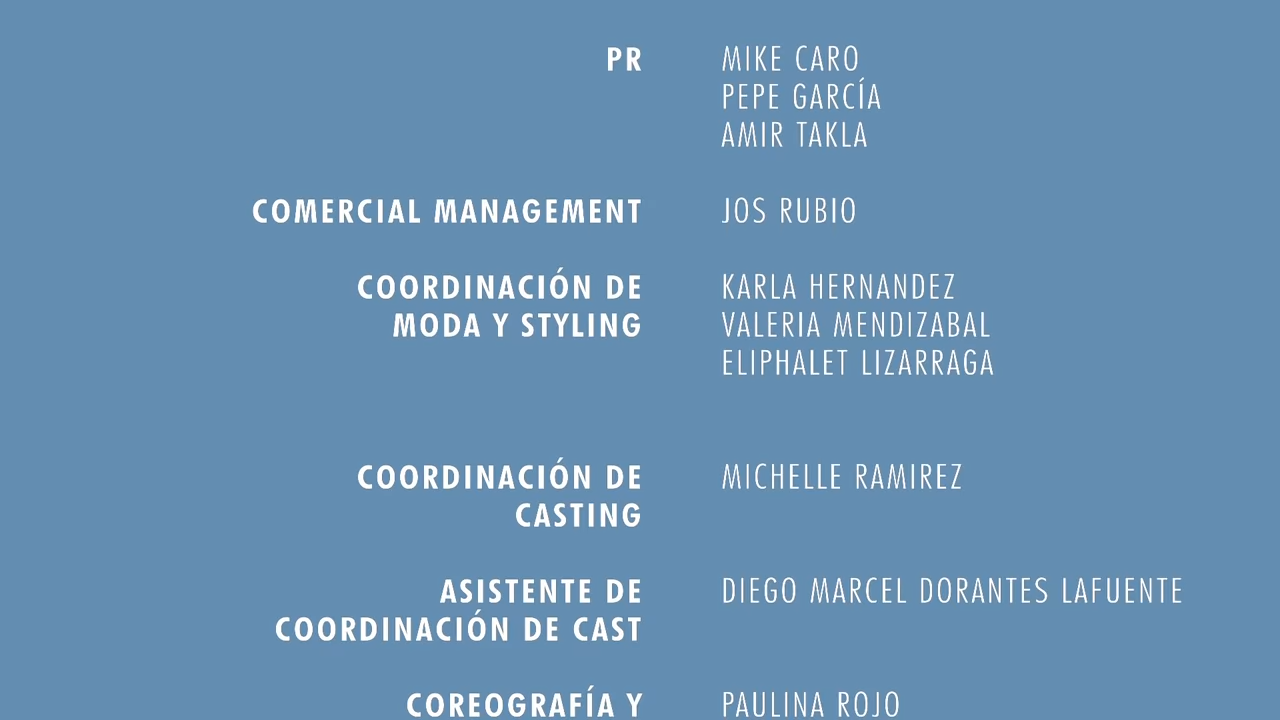 PR MIKE CARO
PEPE GARCÍA
AMIR TAKLA
COMERCIAL MANAGEMENT JOS RUBIO
COORDINACIÓN DE KARLA HERNANDEZ
MODA Y STYLING VALERIA MENDIZABAL
ELIPHALET LIZARRAGA
COORDINACIÓN DE MICHELLE RAMIREZ
CASTING
ASISTENTE DE DIEGO MARCEL DORANTES LAFUENTE
COORDINACIÓN DE CAST
COREOGRAFÍA Y PAULINA ROJO